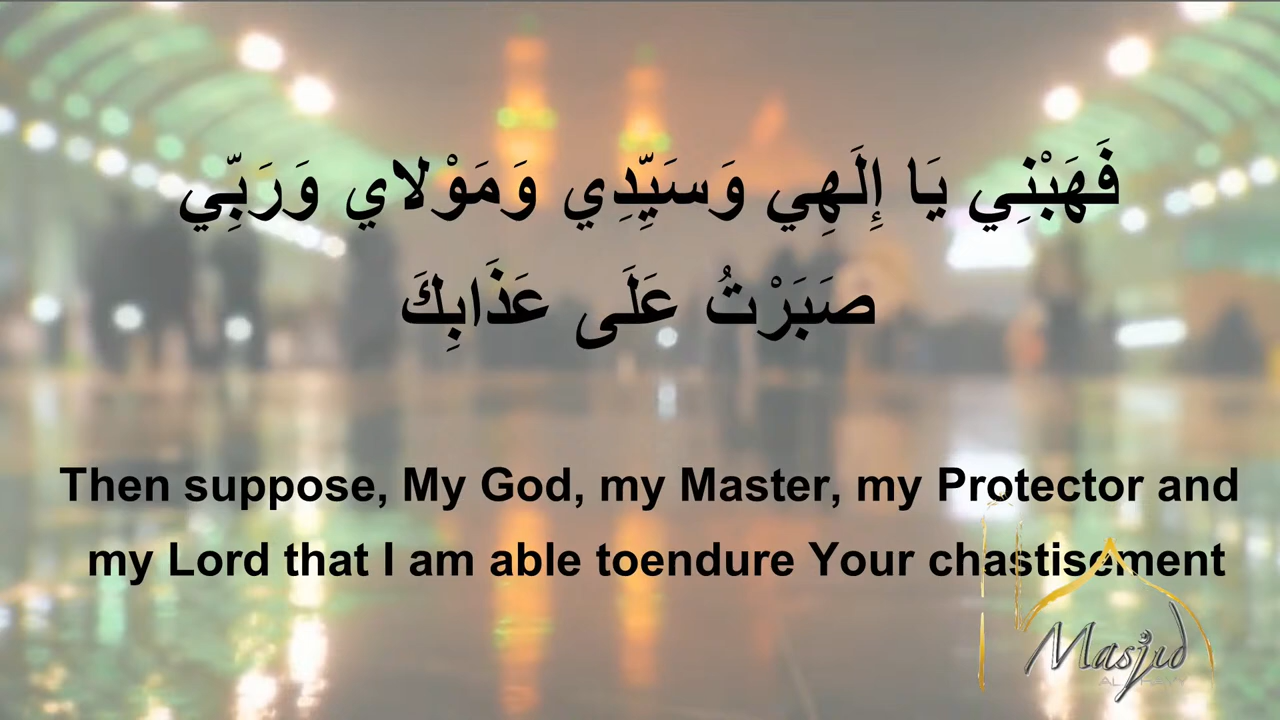 فَهَبْنِي يَا إِلَهِي وَسَيِّدِي وَمَوْلاي وَرَبِّي
صَبَرْتُ عَلَى عَذَابِكَ
Then suppose, My God, my Master, my Protector and
my Lord that I am able toendure Your chastisement
Masjid